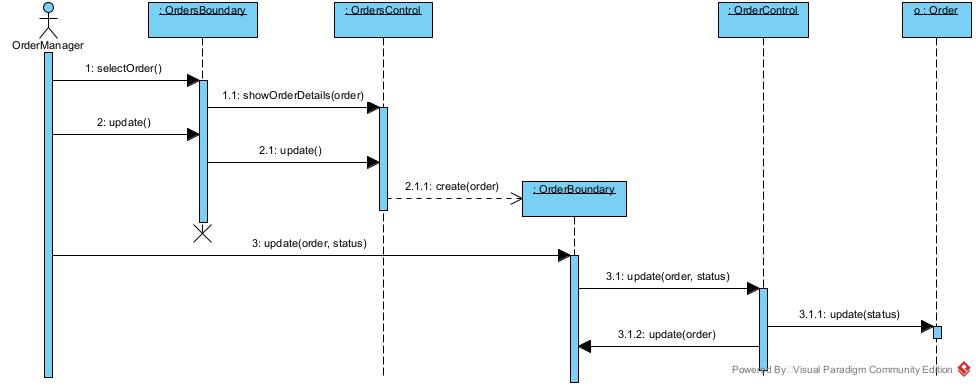 : OrdersBoundary
: OrdersControl
: OrderControl
o : Order
OrderManager
1: selectOrder()
1.1: showOrderDetails(order)
2: update()
2.1: update()
2.1.1: create(order)
: OrderBoundary
3: update(order, status)
3.1: update(order, status)
3.1.1: update(status)
3.1.2: update(order)
Powered By Visual Paradigm Community Edition